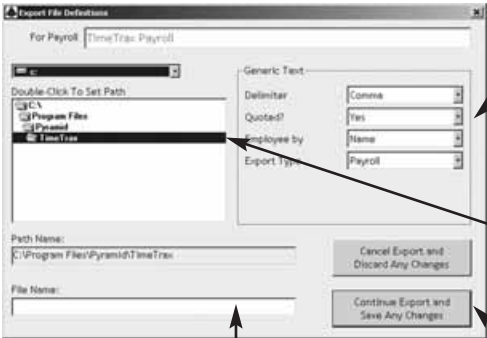 Export File Definitions
For Payroll TimeTrax Payroll
c:
Double-Click To Set Path
C:\
Program Files
Pyramid
TimeTrax
Generic Text
Delimiter Comma
Quoted? Yes
Employee by Name
Export Type Payroll
Path Name:
C:\Program Files\Pyramid\TimeTrax
File Name:
Cancel Export and
Discard Any Changes
Continue Export and
Save Any Changes